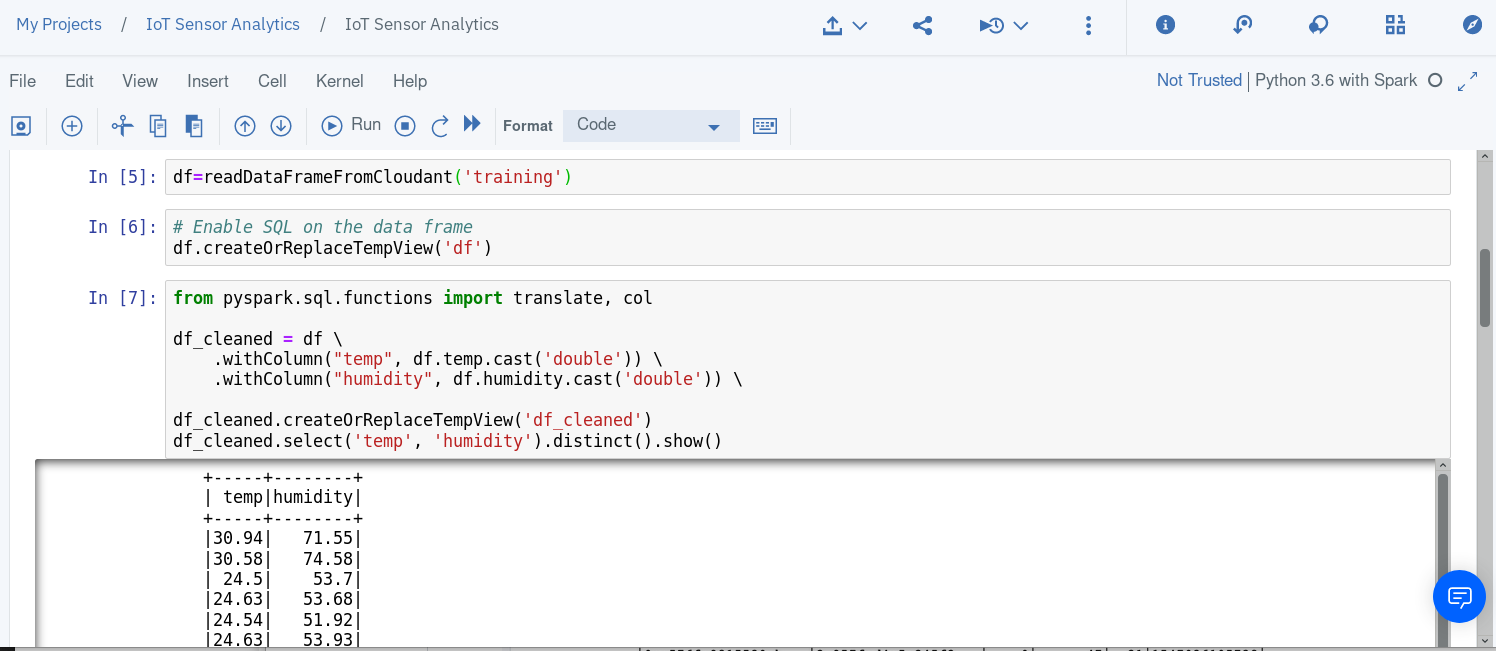 My Projects / IoT Sensor Analytics / IoT Sensor Analytics
File Edit View Insert Cell Kernel Help
Not Trusted | Python 3.6 with Spark
Run Format Code
In [5]: df=readDataFrameFromCloudant('training')
In [6]: # Enable SQL on the data frame
df.createOrReplaceTempView('df')
In [7]: from pyspark.sql.functions import translate, col
df_cleaned = df \
.withColumn("temp", df.temp.cast('double')) \
.withColumn("humidity", df.humidity.cast('double')) \
df_cleaned.createOrReplaceTempView('df_cleaned')
df_cleaned.select('temp', 'humidity').distinct().show()
+-----+--------+
| temp|humidity|
+-----+--------+
|30.94|   71.55|
|30.58|   74.58|
| 24.5|    53.7|
|24.63|   53.68|
|24.54|   51.92|
|24.63|   53.93|